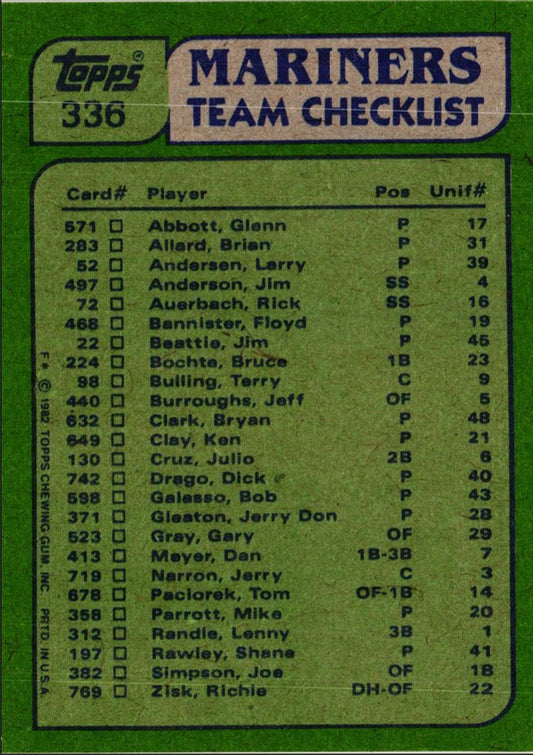 TOPPS®
336
MARINERS
TEAM CHECKLIST
Card# Player Pos Unif#
571 □ Abbott, Glenn P 17
283 □ Allard, Brian P 31
52 □ Andersen, Larry P 39
497 □ Anderson, Jim SS 4
72 □ Auerbach, Rick SS 16
468 □ Bannister, Floyd P 19
22 □ Beattie, Jim P 45
224 □ Bochte, Bruce 1B 23
98 □ Bulling, Terry C 9
440 □ Burroughs, Jeff OF 5
632 □ Clark, Bryan P 48
649 □ Clay, Ken P 21
130 □ Cruz, Julio 2B 6
742 □ Drago, Dick P 40
598 □ Galasso, Bob P 43
371 □ Gleaton, Jerry Don P 28
523 □ Gray, Gary OF 29
413 □ Meyer, Dan 1B-3B 7
719 □ Narron, Jerry C 3
678 □ Paciorek, Tom OF-1B 14
358 □ Parrott, Mike P 20
312 □ Randle, Lenny 3B 1
197 □ Rawley, Shane P 41
382 □ Simpson, Joe OF 18
769 □ Zisk, Richie DH-OF 22
F* © 1982 TOPPS CHEWING GUM, INC. PRTD. IN U.S.A.